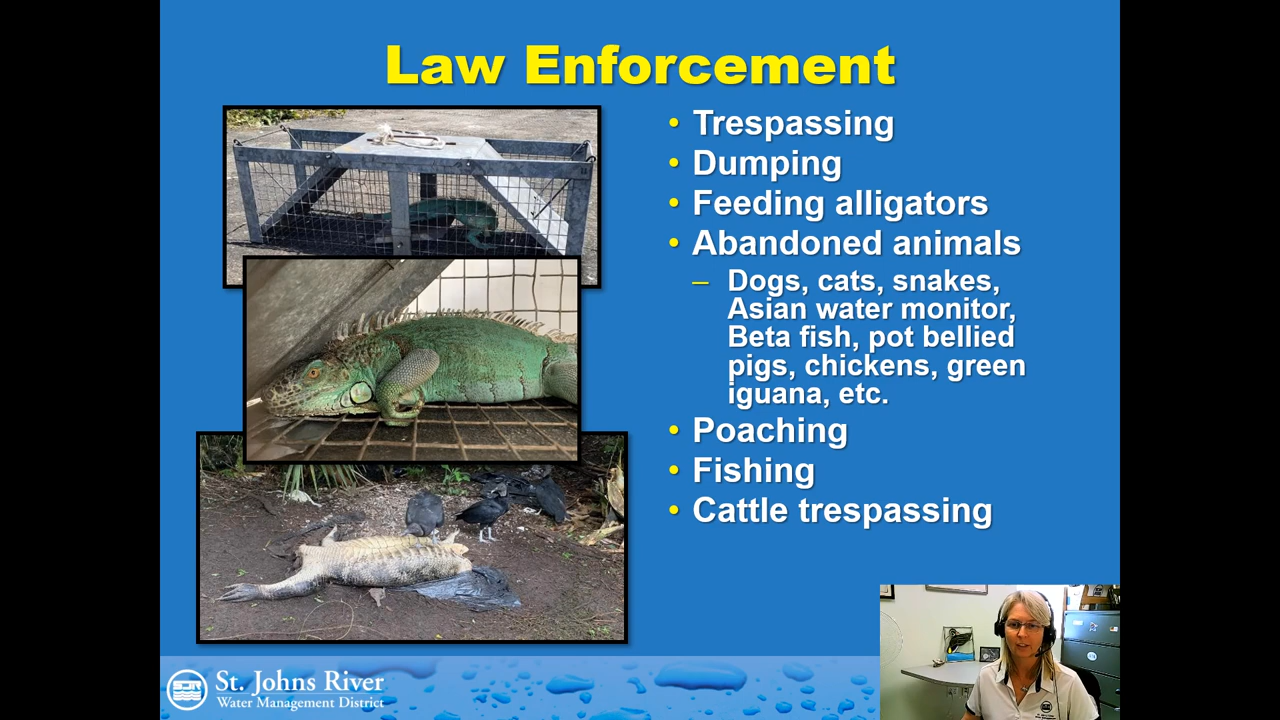 Law Enforcement
• Trespassing
• Dumping
• Feeding alligators
• Abandoned animals
– Dogs, cats, snakes,
Asian water monitor,
Beta fish, pot bellied
pigs, chickens, green
iguana, etc.
• Poaching
• Fishing
• Cattle trespassing
St. Johns River
Water Management District